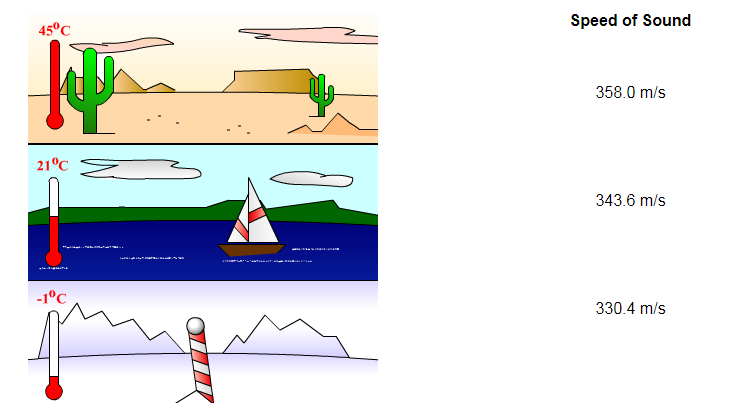 Speed of Sound
45°C
358.0 m/s
21°C
343.6 m/s
-1°C
330.4 m/s